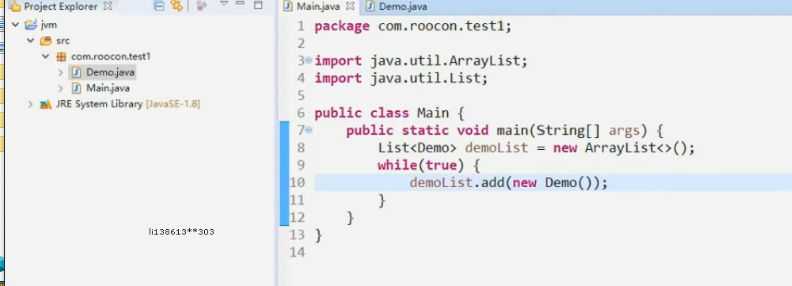 Project Explorer
jvm
src
com.roocon.test1
Demo.java
Main.java
JRE System Library [JavaSE-1.8]
li138613**303
Main.java
Demo.java
1 package com.roocon.test1;
2
3 import java.util.ArrayList;
4 import java.util.List;
5
6 public class Main {
7 public static void main(String[] args) {
8 List<Demo> demoList = new ArrayList<>();
9 while(true) {
10 demoList.add(new Demo());
11 }
12 }
13 }
14